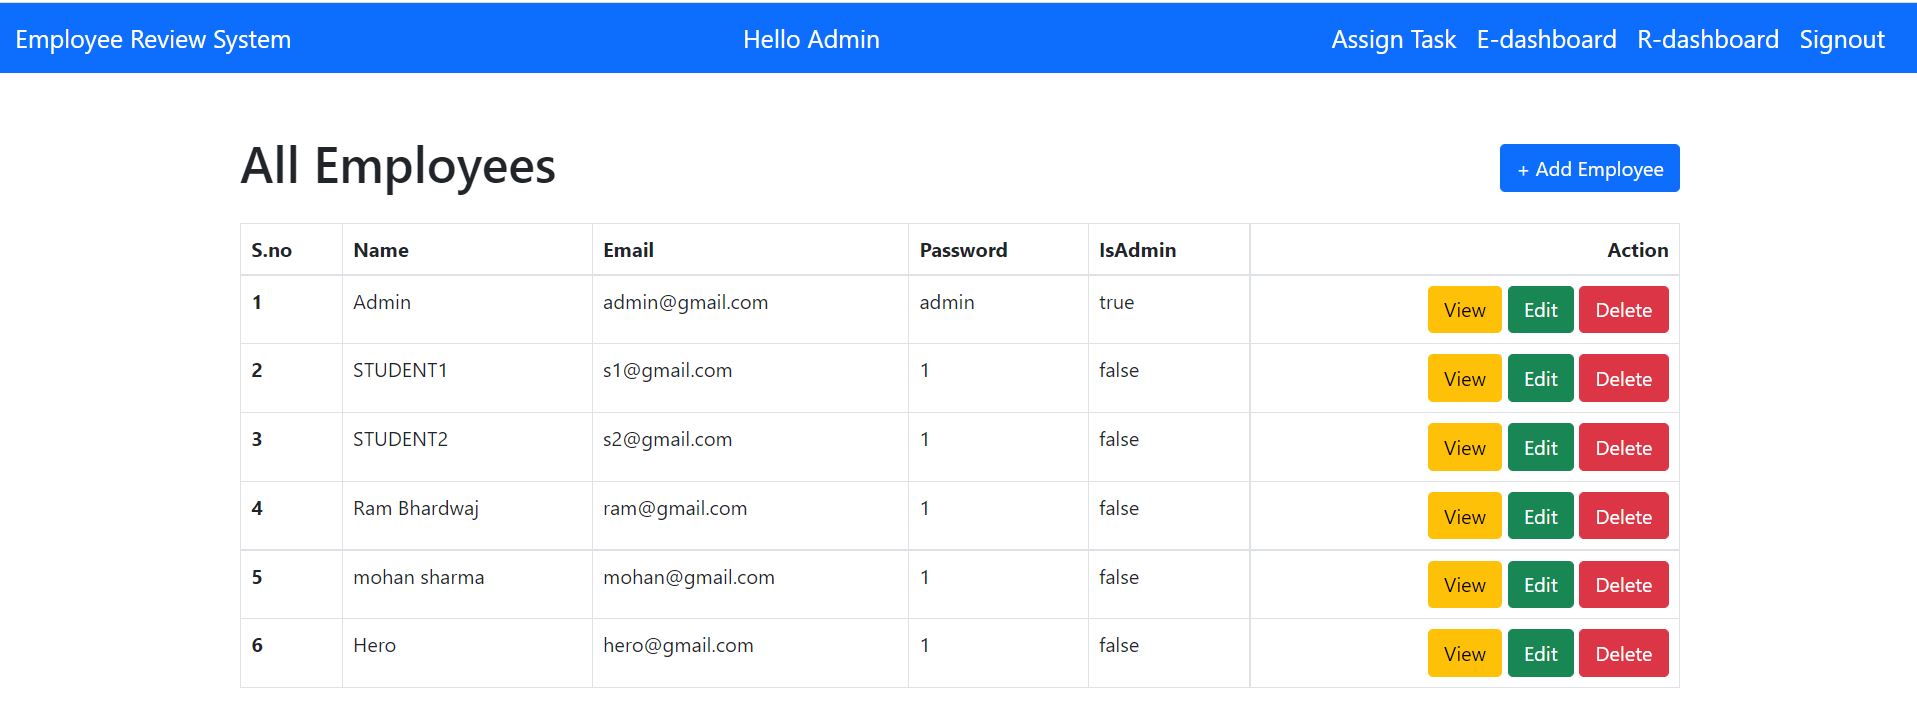 Employee Review System Hello Admin Assign Task E-dashboard R-dashboard Signout
All Employees + Add Employee
S.no Name Email Password IsAdmin Action
1 Admin admin@gmail.com admin true View Edit Delete
2 STUDENT1 s1@gmail.com 1 false View Edit Delete
3 STUDENT2 s2@gmail.com 1 false View Edit Delete
4 Ram Bhardwaj ram@gmail.com 1 false View Edit Delete
5 mohan sharma mohan@gmail.com 1 false View Edit Delete
6 Hero hero@gmail.com 1 false View Edit Delete